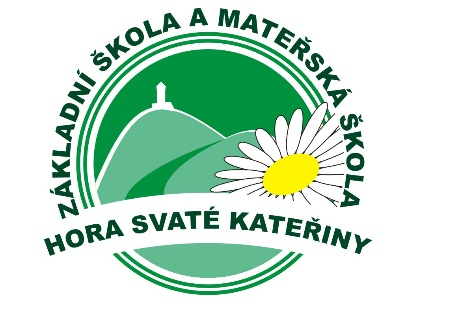 ZÁKLADNÍ ŠKOLA A MATEŘSKÁ ŠKOLA
HORA SVATÉ KATEŘINY